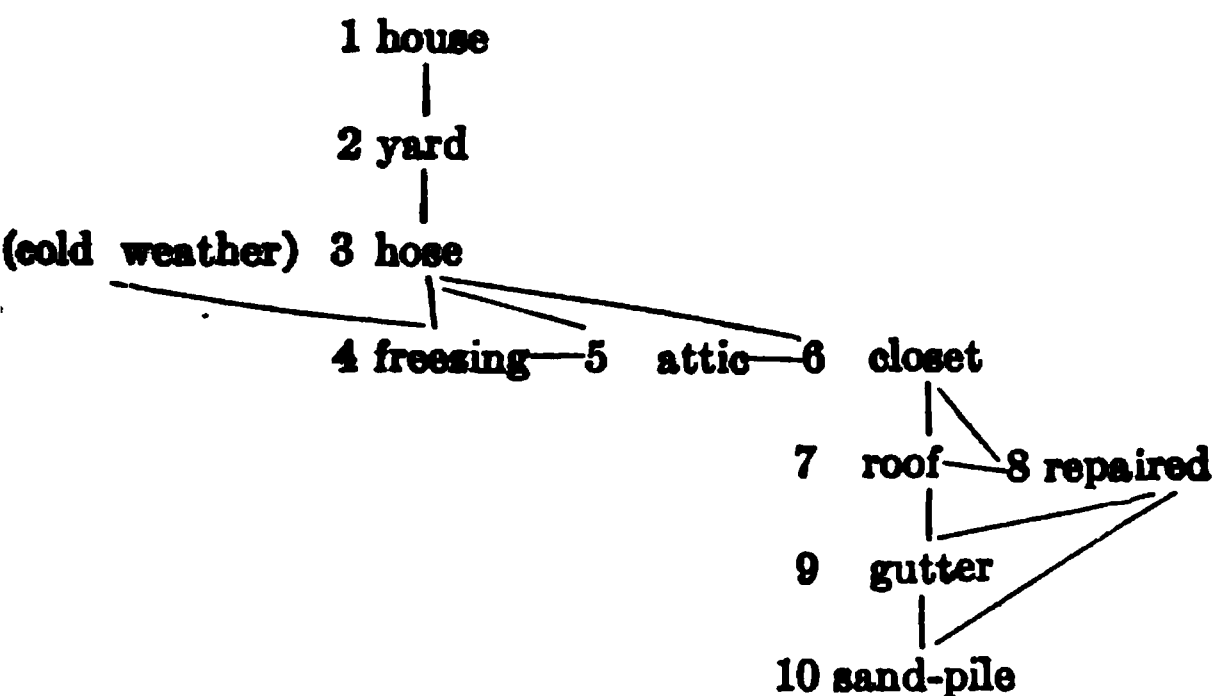 1 house
2 yard
(cold weather) 3 hose
4 freezing 5 attic 6 closet
7 roof 8 repaired
9 gutter
10 sand-pile